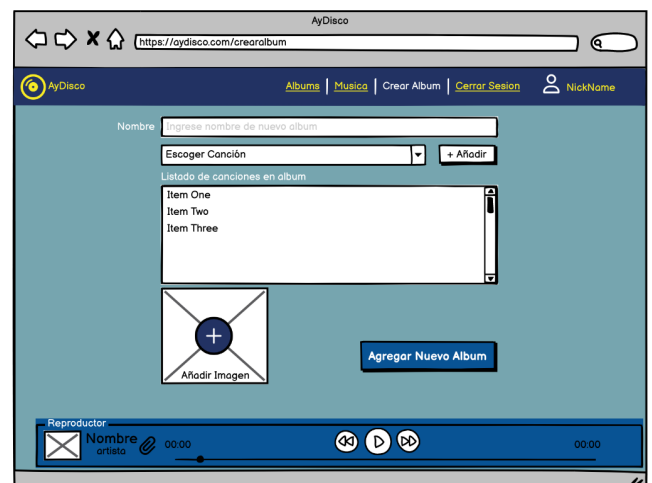 AyDisco
https://aydisco.com/crearalbum
AyDisco
Albums Musica Crear Album Cerrar Sesion NickName
Nombre Ingrese nombre de nuevo album
Escoger Canción + Añadir
Listado de canciones en album
Item One
Item Two
Item Three
Añadir Imagen
Agregar Nuevo Album
Reproductor
Nombre
artista
00:00 00:00